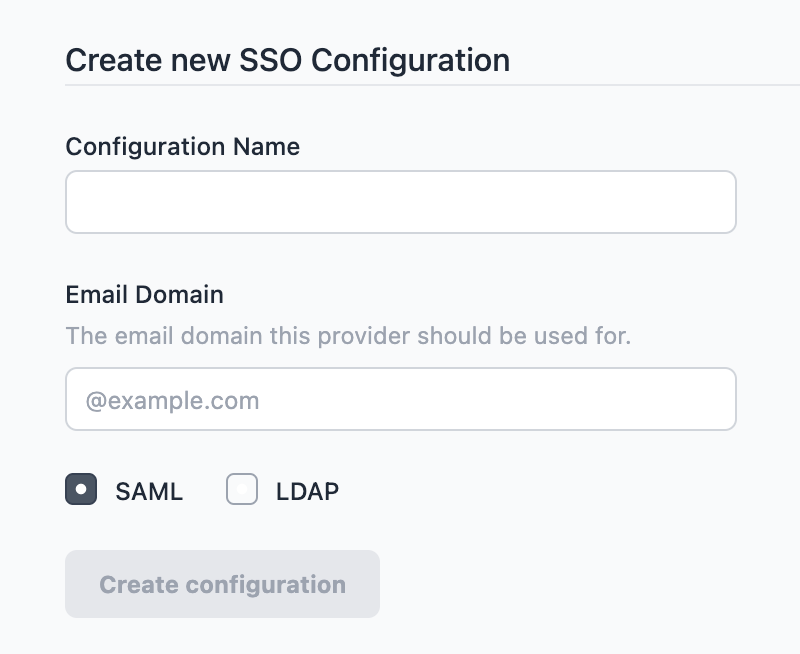 Create new SSO Configuration
Configuration Name
Email Domain
The email domain this provider should be used for.
@example.com
SAML LDAP
Create configuration